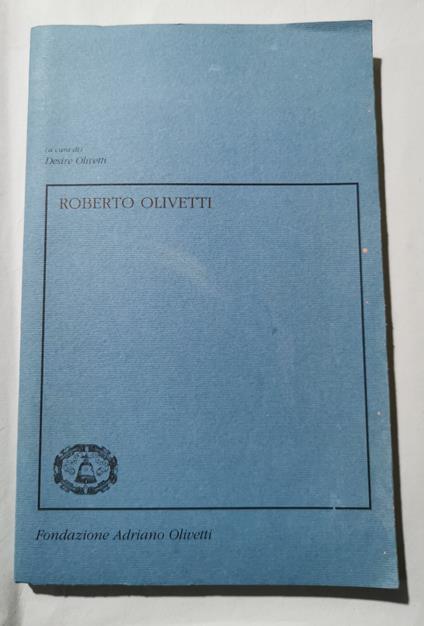 (a cura di)
Desire Olivetti
ROBERTO OLIVETTI
Fondazione Adriano Olivetti